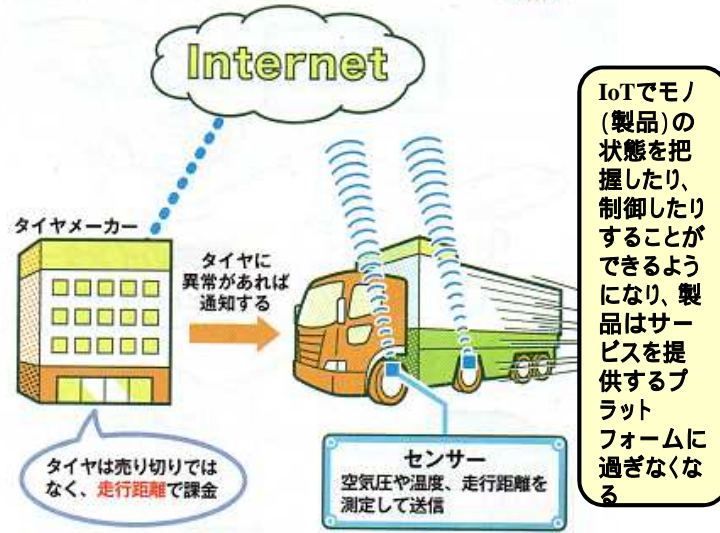 Internet
タイヤメーカー
タイヤに
異常があれば
通知する
タイヤは売り切りでは
なく、走行距離で課金
センサー
空気圧や温度、走行距離を
測定して送信
IoTでモノ
(製品)の
状態を把
握したり、
制御したり
することが
できるよう
になり、製
品はサー
ビスを提
供するプ
ラット
フォームに
過ぎなくな
る